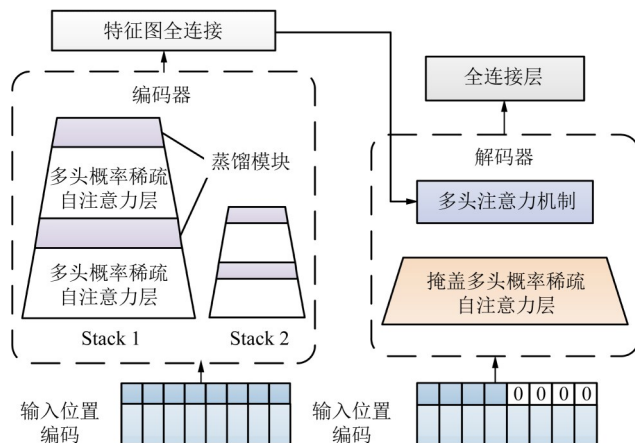 特征图全连接
编码器
多头概率稀疏
自注意力层
蒸馏模块
多头概率稀疏
自注意力层
Stack 1
Stack 2
输入位置
编码
全连接层
解码器
多头注意力机制
掩盖多头概率稀疏
自注意力层
0 0 0 0
输入位置
编码